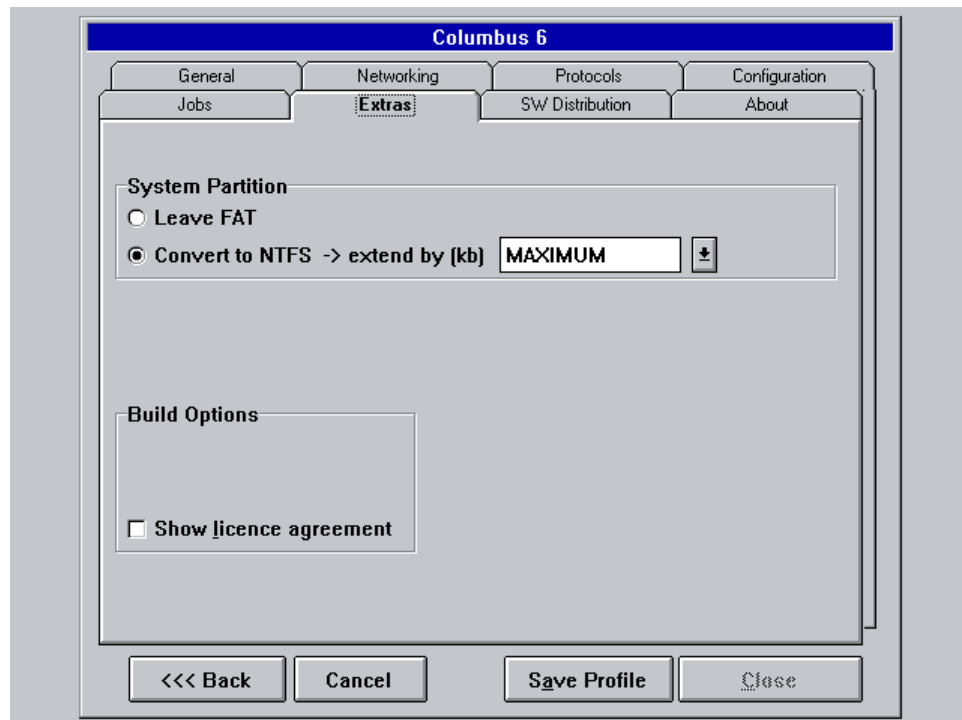 Columbus 6
General Networking Protocols Configuration
Jobs Extras SW Distribution About
System Partition
Leave FAT
Convert to NTFS -> extend by (kb) MAXIMUM
Build Options
Show licence agreement
<<< Back Cancel Save Profile Close